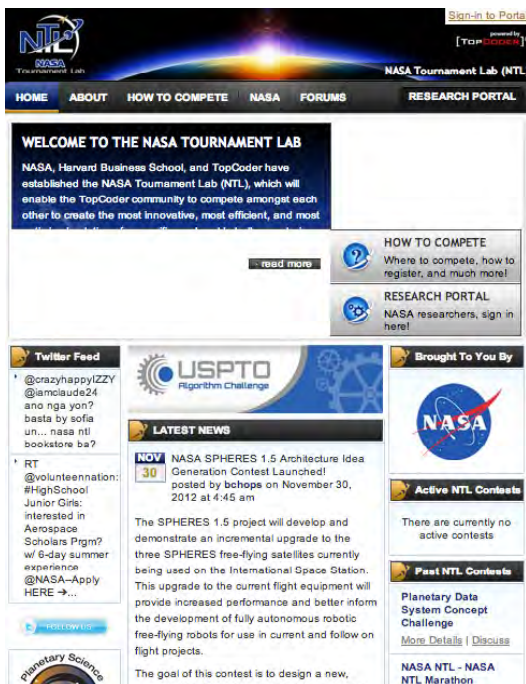 Sign-in to Porta
NTL
NASA
Tournament Lab
powered by
[TOPCODER]
NASA Tournament Lab (NTL
HOME ABOUT HOW TO COMPETE NASA FORUMS RESEARCH PORTAL
WELCOME TO THE NASA TOURNAMENT LAB
NASA, Harvard Business School, and TopCoder have
established the NASA Tournament Lab (NTL), which will
enable the TopCoder community to compete amongst each
other to create the most innovative, most efficient, and most
read more
HOW TO COMPETE
Where to compete, how to
register, and much more!
RESEARCH PORTAL
NASA researchers, sign in
here!
Twitter Feed
@crazyhappyIZZY
@iamclaude24
ano nga yon?
basta by sofia
un... nasa ntl
bookstore ba?
RT
@volunteennation:
#HighSchool
Junior Girls:
interested in
Aerospace
Scholars Prgm?
w/ 6-day summer
experience
@NASA--Apply
HERE →...
FOLLOW US!
Planetary Science
USPTO
Algorithm Challenge
LATEST NEWS
NOV
30
NASA SPHERES 1.5 Architecture Idea
Generation Contest Launched!
posted by bchops on November 30,
2012 at 4:45 am
The SPHERES 1.5 project will develop and
demonstrate an incremental upgrade to the
three SPHERES free-flying satellites currently
being used on the International Space Station.
This upgrade to the current flight equipment will
provide increased performance and better inform
the development of fully autonomous robotic
free-flying robots for use in current and follow on
flight projects.
The goal of this contest is to design a new,
Brought To You By
NASA
Active NTL Contests
There are currently no
active contests
Past NTL Contests
Planetary Data
System Concept
Challenge
More Details | Discuss
NASA NTL - NASA
NTL Marathon